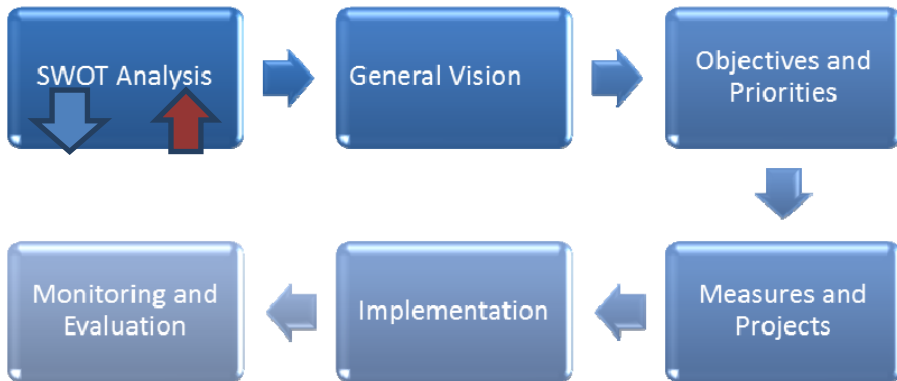 SWOT Analysis
General Vision
Objectives and
Priorities
Measures and
Projects
Implementation
Monitoring and
Evaluation